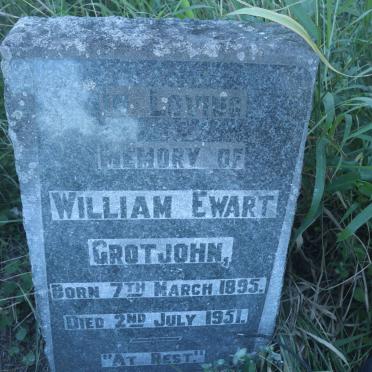 In Loving
Memory of
William Ewart
Grotjohn,
Born 7th March 1895.
Died 2nd July 1951.
"At Rest"